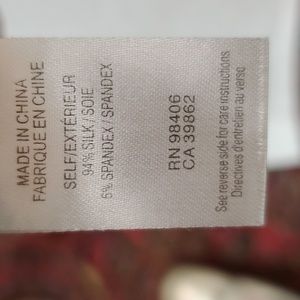 MADE IN CHINA
FABRIQUE EN CHINE
SELF/EXTÉRIEUR
94% SILK / SOIE
6% SPANDEX / SPANDEX
RN 98406
CA 39862
See reverse side for care instructions
Directives d'entretien au verso